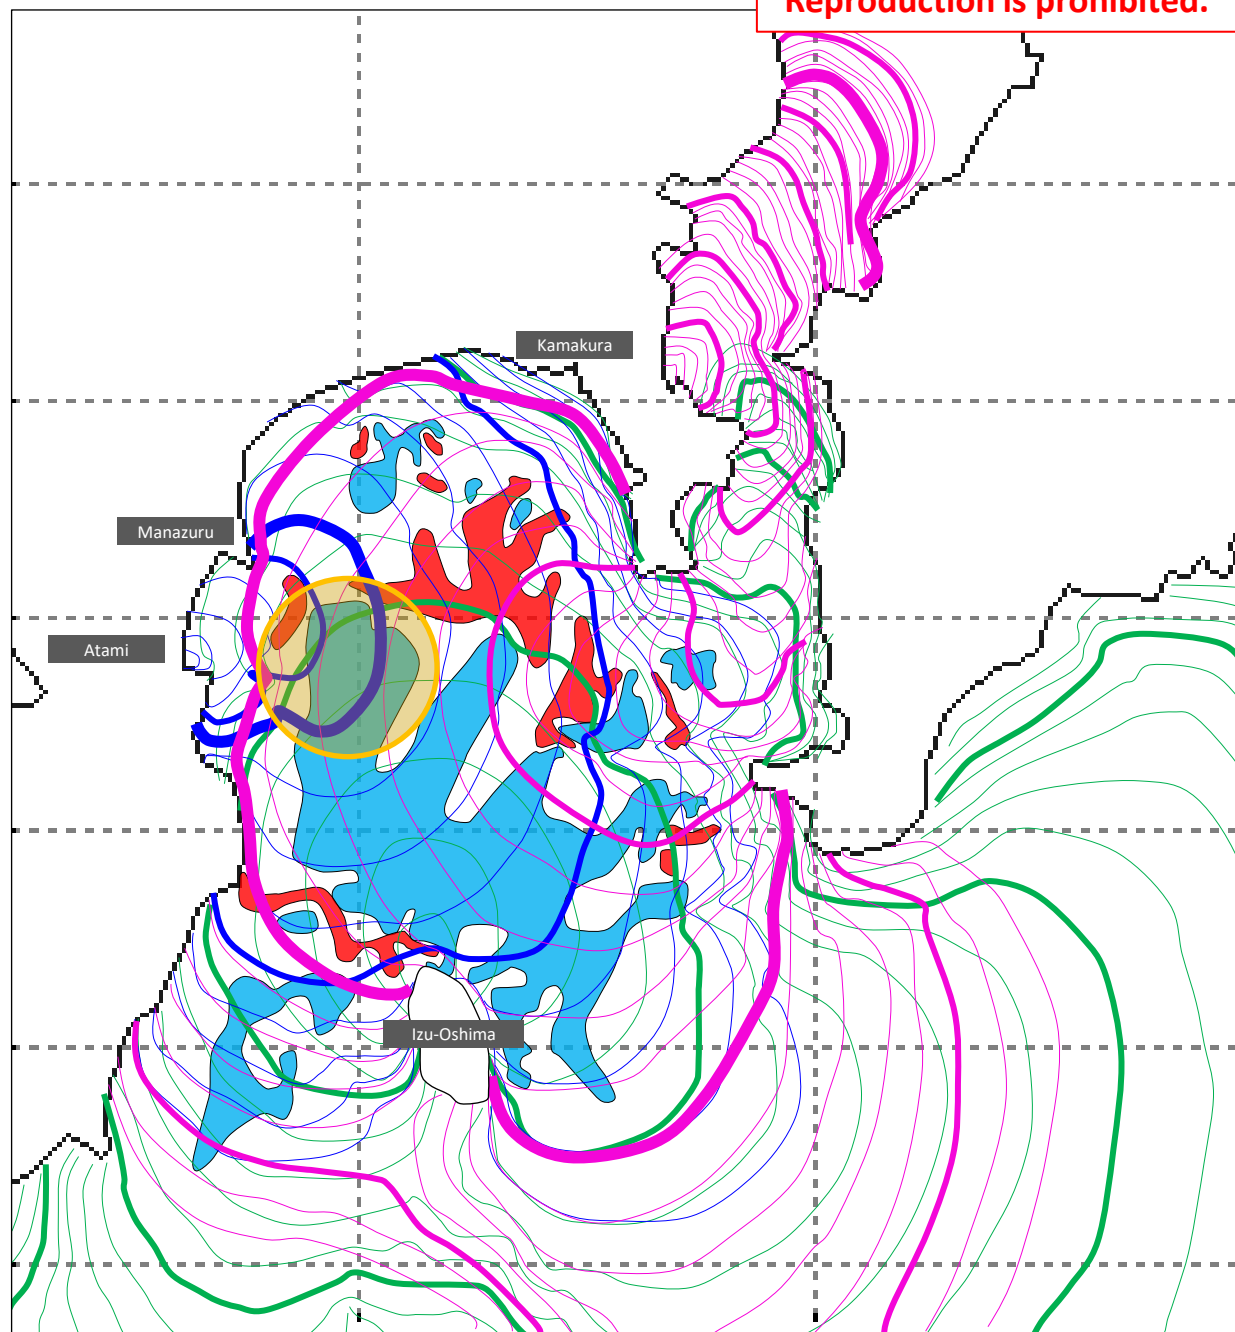 Reproduction is prohibited.
Kamakura
Manazuru
Atami
Izu-Oshima